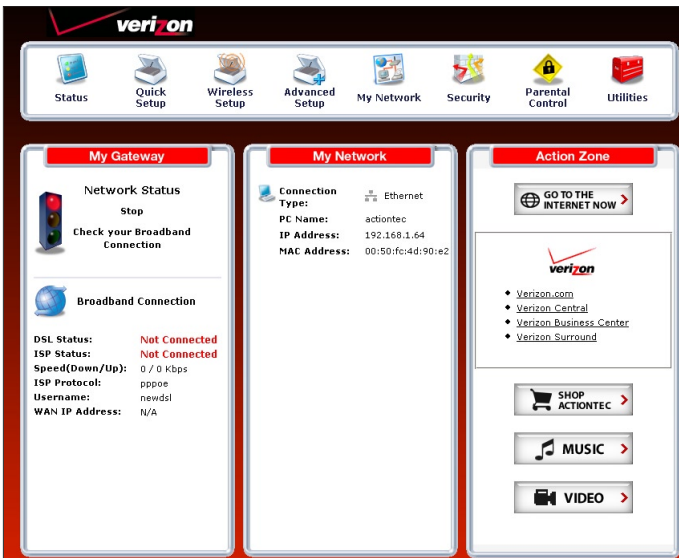 verizon
Status
Quick
Setup
Wireless
Setup
Advanced
Setup
My Network
Security
Parental
Control
Utilities
My Gateway
Network Status
Stop
Check your Broadband
Connection
Broadband Connection
DSL Status: Not Connected
ISP Status: Not Connected
Speed(Down/Up): 0 / 0 Kbps
ISP Protocol: pppoe
Username: newdsl
WAN IP Address: N/A
My Network
Connection
Type: Ethernet
PC Name: actiontec
IP Address: 192.168.1.64
MAC Address: 00:50:fc:4d:90:e2
Action Zone
GO TO THE
INTERNET NOW
verizon
Verizon.com
Verizon Central
Verizon Business Center
Verizon Surround
SHOP
ACTIONTEC
MUSIC
VIDEO